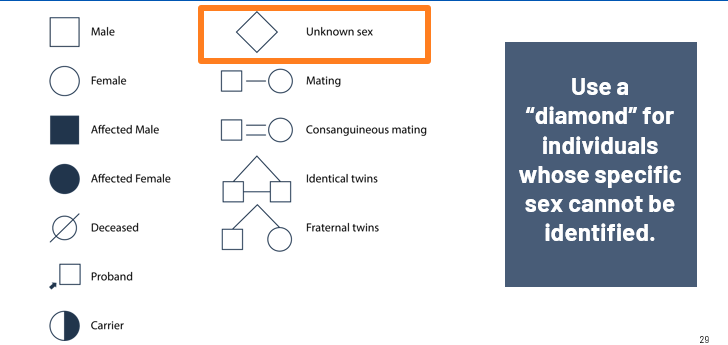 Male
Female
Affected Male
Affected Female
Deceased
Proband
Carrier
Unknown sex
Mating
Consanguineous mating
Identical twins
Fraternal twins
Use a
“diamond” for
individuals
whose specific
sex cannot be
identified.
29